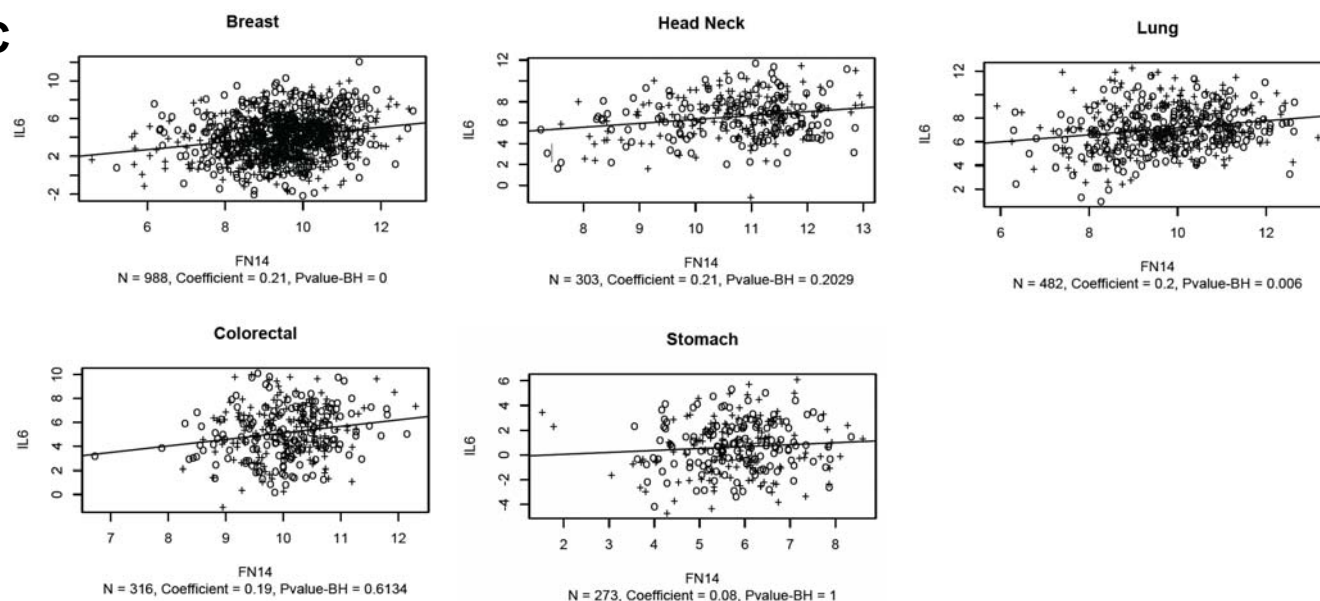 C
Breast
Head Neck
Lung
IL6
-2 2 6 10
6 8 10 12
FN14
N = 988, Coefficient = 0.21, Pvalue-BH = 0
IL6
0 2 4 6 8 12
8 9 10 11 12 13
FN14
N = 303, Coefficient = 0.21, Pvalue-BH = 0.2029
IL6
2 4 6 8 12
6 8 10 12
FN14
N = 482, Coefficient = 0.2, Pvalue-BH = 0.006
Colorectal
Stomach
IL6
0 2 4 6 8 10
7 8 9 10 11 12
FN14
N = 316, Coefficient = 0.19, Pvalue-BH = 0.6134
IL6
-4 -2 0 2 4 6
2 3 4 5 6 7 8
FN14
N = 273, Coefficient = 0.08, Pvalue-BH = 1